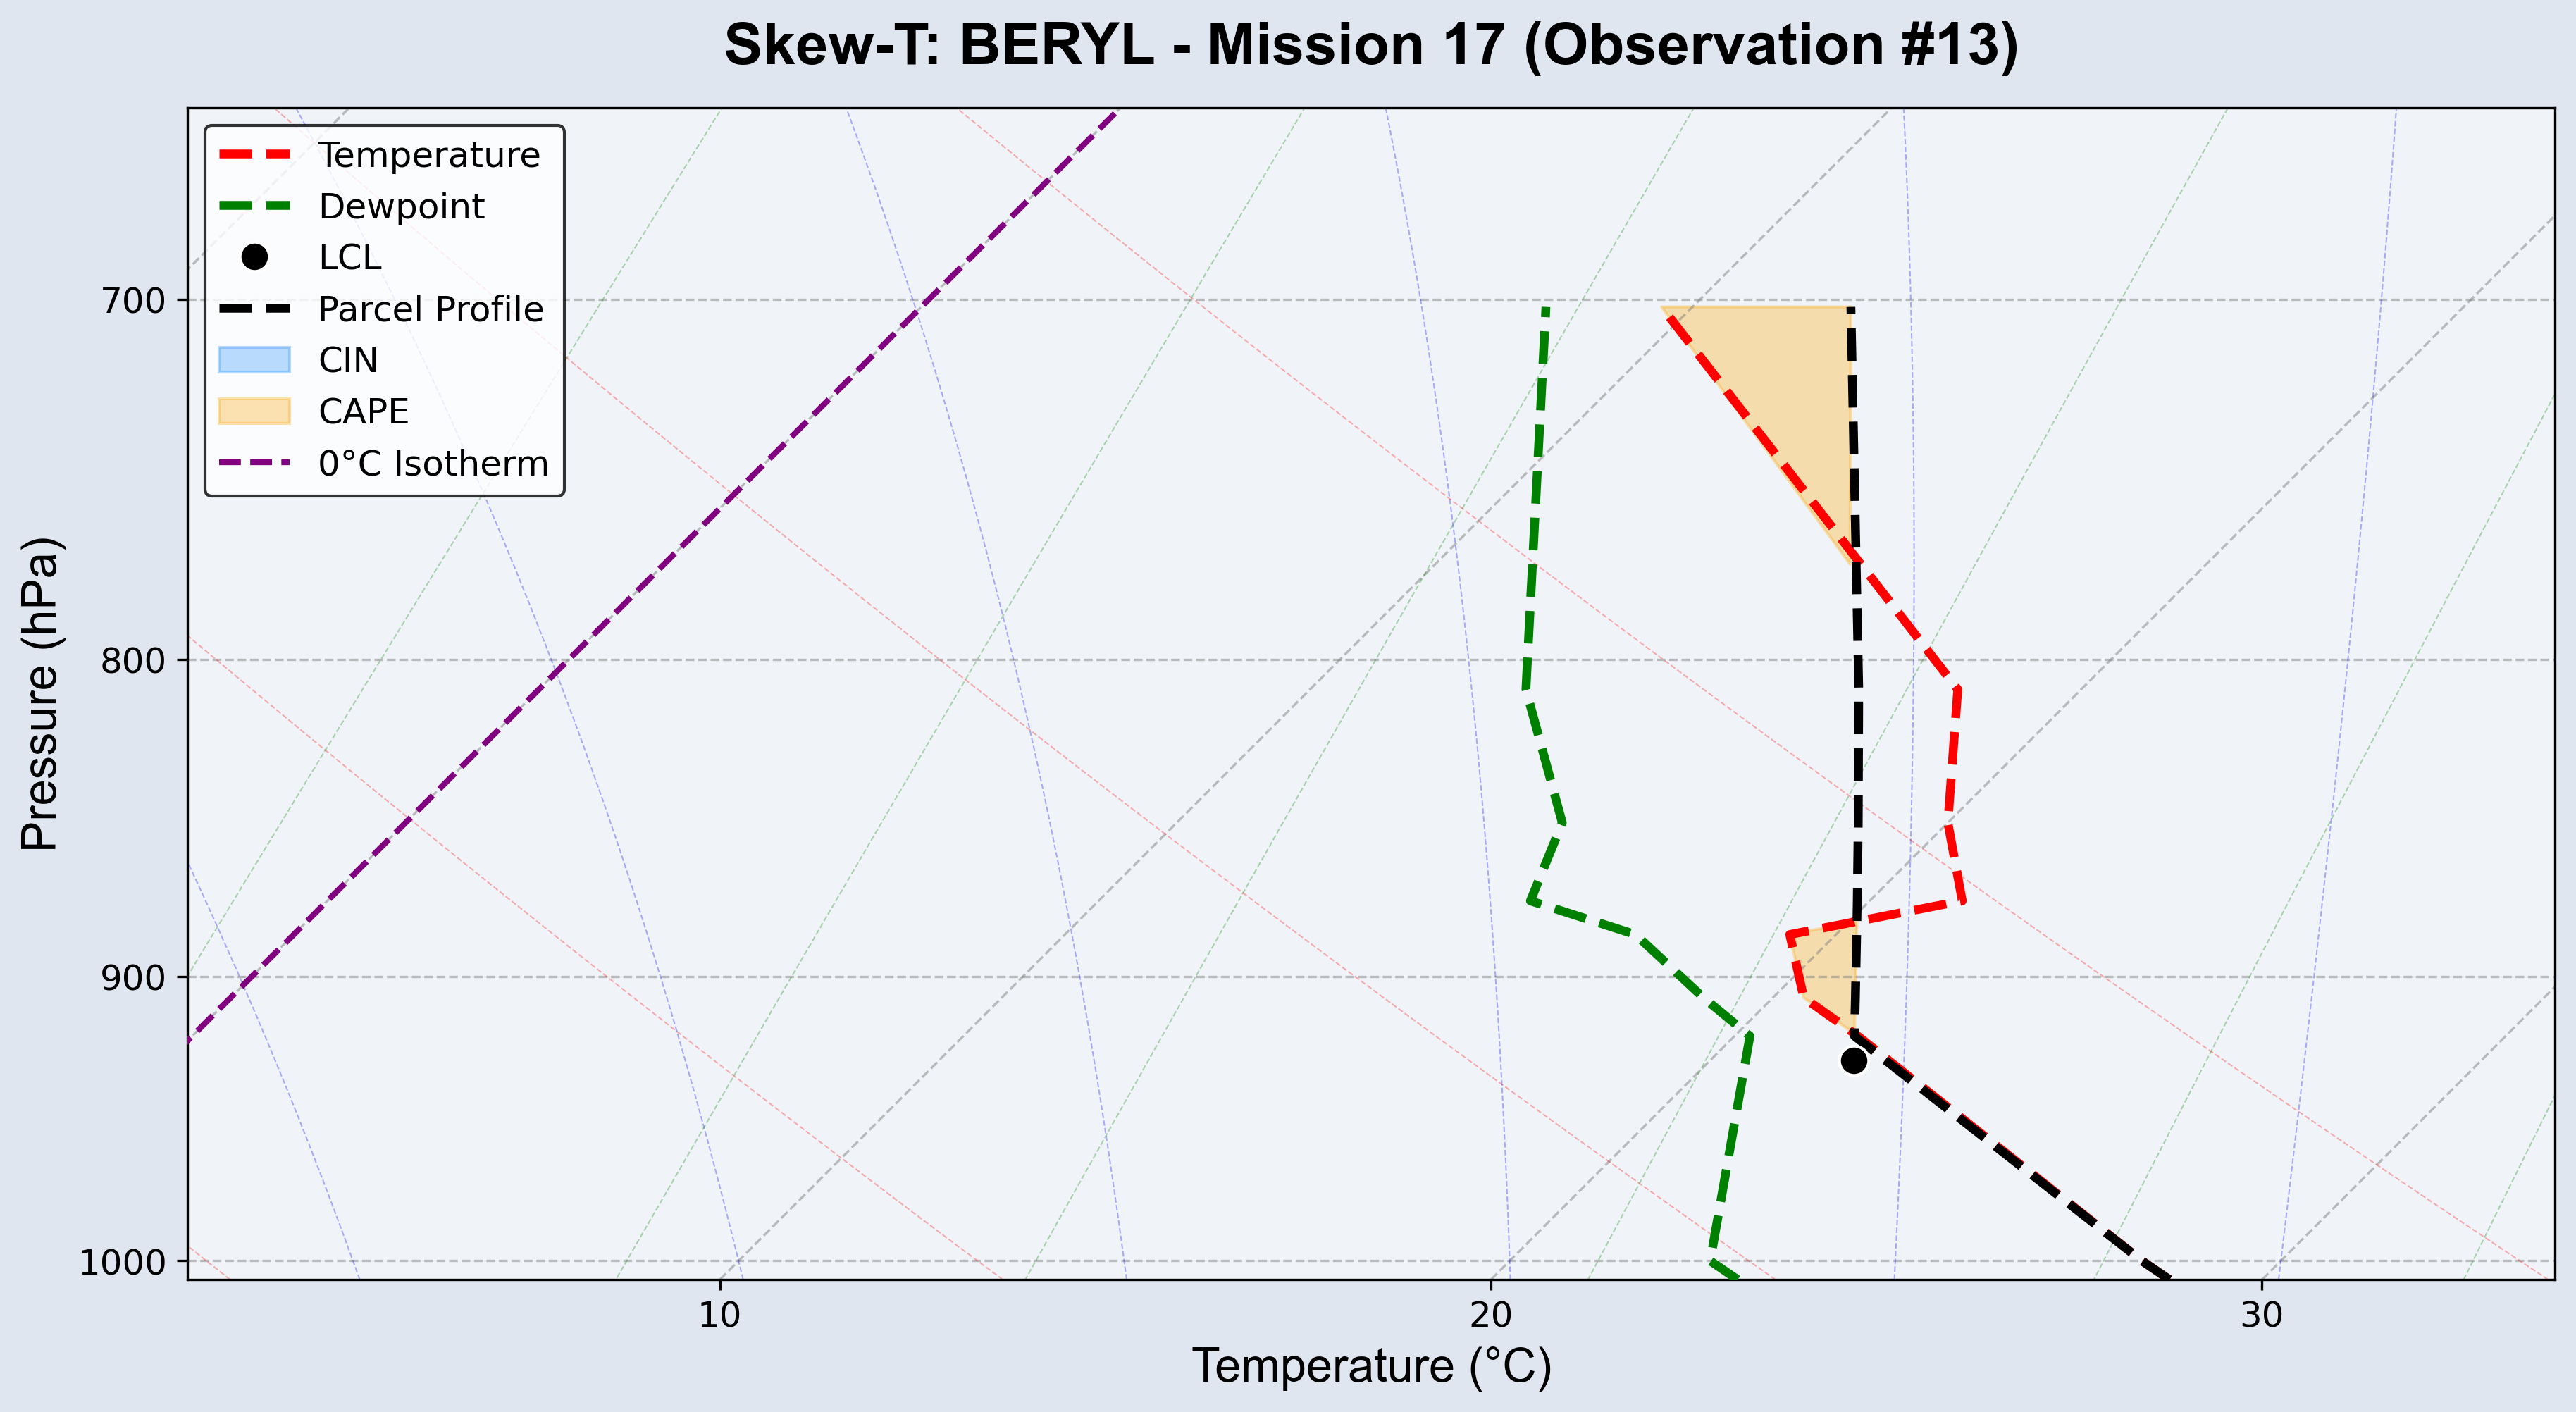 Skew-T: BERYL - Mission 17 (Observation #13)
Temperature
Dewpoint
LCL
Parcel Profile
CIN
CAPE
0°C Isotherm
Pressure (hPa)
700
800
900
1000
10
20
30
Temperature (°C)